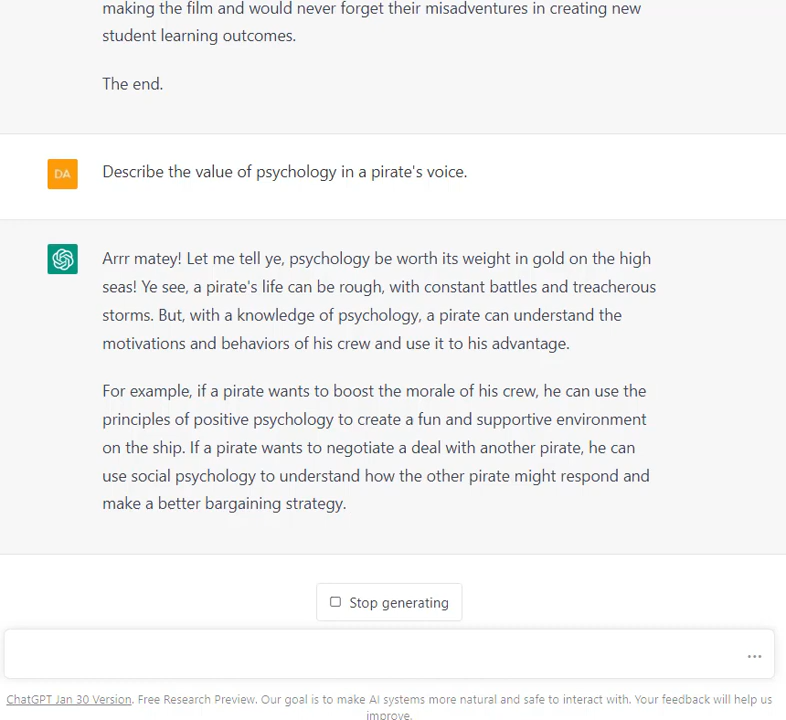 making the film and would never forget their misadventures in creating new
student learning outcomes.
The end.
DA
Describe the value of psychology in a pirate's voice.
Arrr matey! Let me tell ye, psychology be worth its weight in gold on the high
seas! Ye see, a pirate's life can be rough, with constant battles and treacherous
storms. But, with a knowledge of psychology, a pirate can understand the
motivations and behaviors of his crew and use it to his advantage.
For example, if a pirate wants to boost the morale of his crew, he can use the
principles of positive psychology to create a fun and supportive environment
on the ship. If a pirate wants to negotiate a deal with another pirate, he can
use social psychology to understand how the other pirate might respond and
make a better bargaining strategy.
Stop generating
ChatGPT Jan 30 Version. Free Research Preview. Our goal is to make AI systems more natural and safe to interact with. Your feedback will help us
improve.